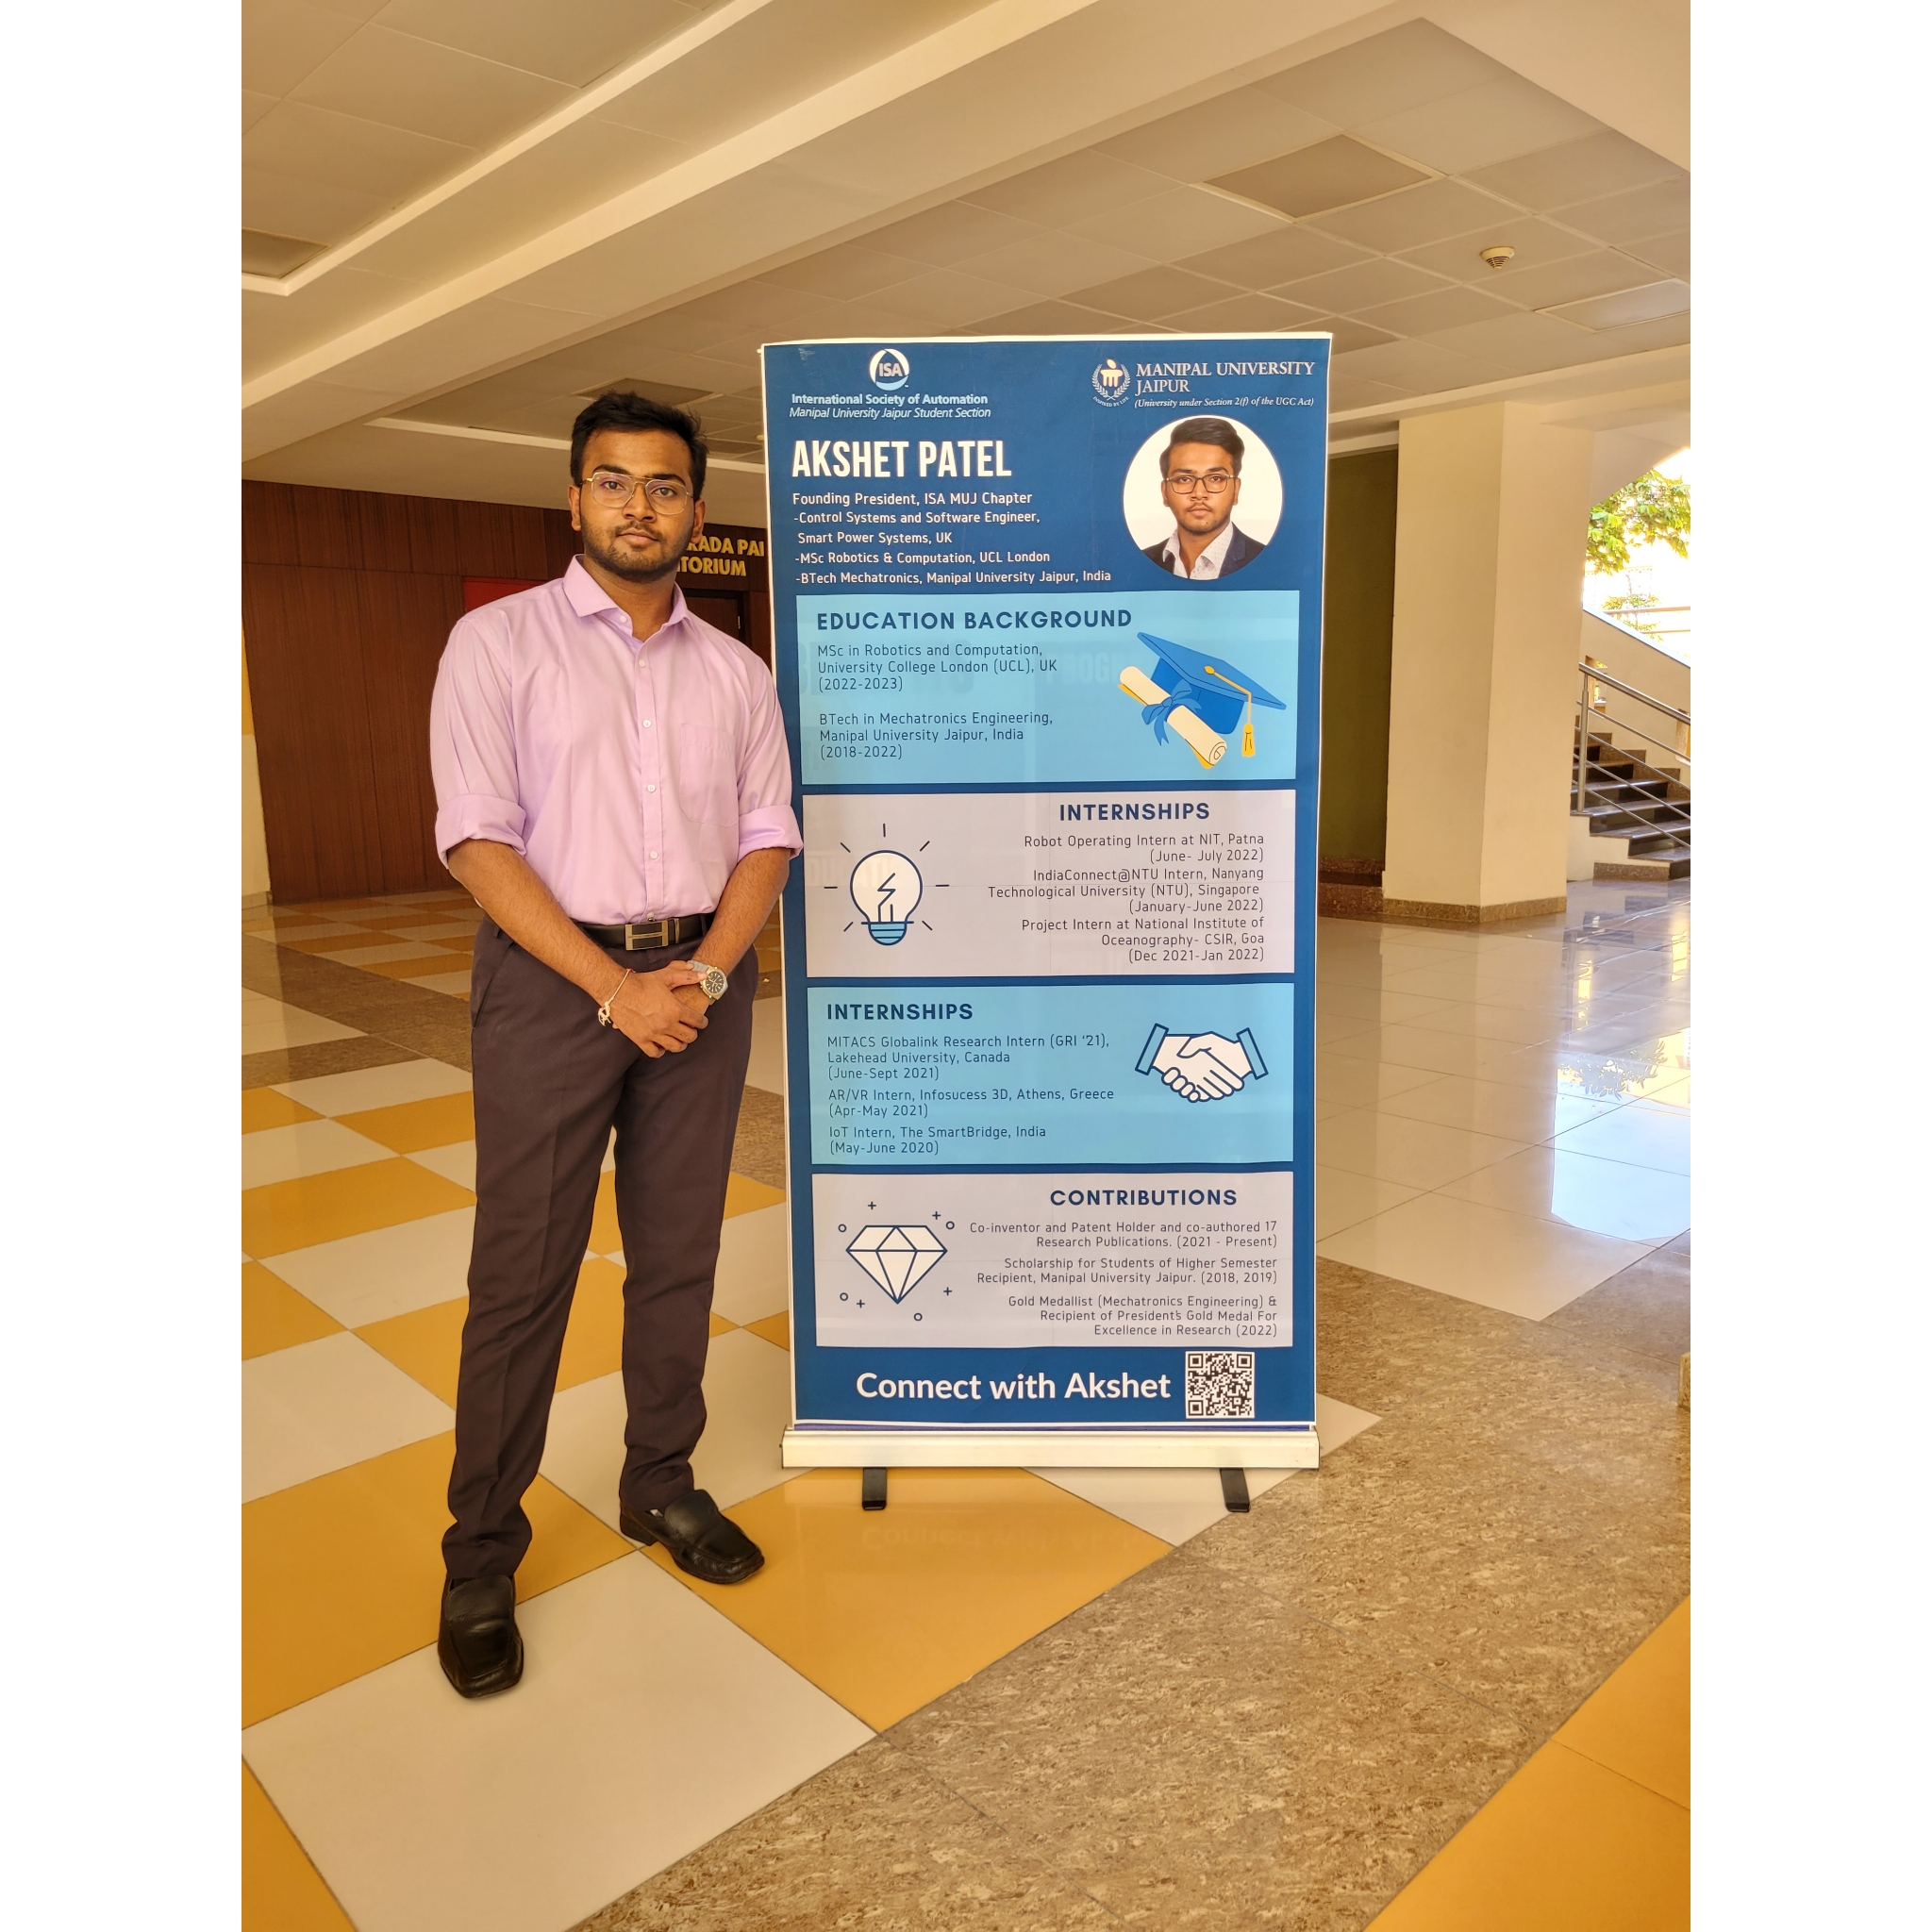 ISA
International Society of Automation
Manipal University Jaipur Student Section
MANIPAL UNIVERSITY
JAIPUR
(University under Section 2(f) of the UGC Act)
INSPIRED BY LIFE
AKSHET PATEL
Founding President, ISA MUJ Chapter
-Control Systems and Software Engineer,
Smart Power Systems, UK
-MSc Robotics & Computation, UCL London
-BTech Mechatronics, Manipal University Jaipur, India
RADA PAI
TORIUM
EDUCATION BACKGROUND
MSc in Robotics and Computation,
University College London (UCL), UK
(2022-2023)
BTech in Mechatronics Engineering,
Manipal University Jaipur, India
(2018-2022)
INTERNSHIPS
Robot Operating Intern at NIT, Patna
(June- July 2022)
IndiaConnect@NTU Intern, Nanyang
Technological University (NTU), Singapore
(January-June 2022)
Project Intern at National Institute of
Oceanography- CSIR, Goa
(Dec 2021-Jan 2022)
INTERNSHIPS
MITACS Globalink Research Intern (GRI '21),
Lakehead University, Canada
(June-Sept 2021)
AR/VR Intern, Infosucess 3D, Athens, Greece
(Apr-May 2021)
IoT Intern, The SmartBridge, India
(May-June 2020)
CONTRIBUTIONS
Co-inventor and Patent Holder and co-authored 17
Research Publications. (2021 - Present)
Scholarship for Students of Higher Semester
Recipient, Manipal University Jaipur. (2018, 2019)
Gold Medallist (Mechatronics Engineering) &
Recipient of President's Gold Medal For
Excellence in Research (2022)
Connect with Akshet